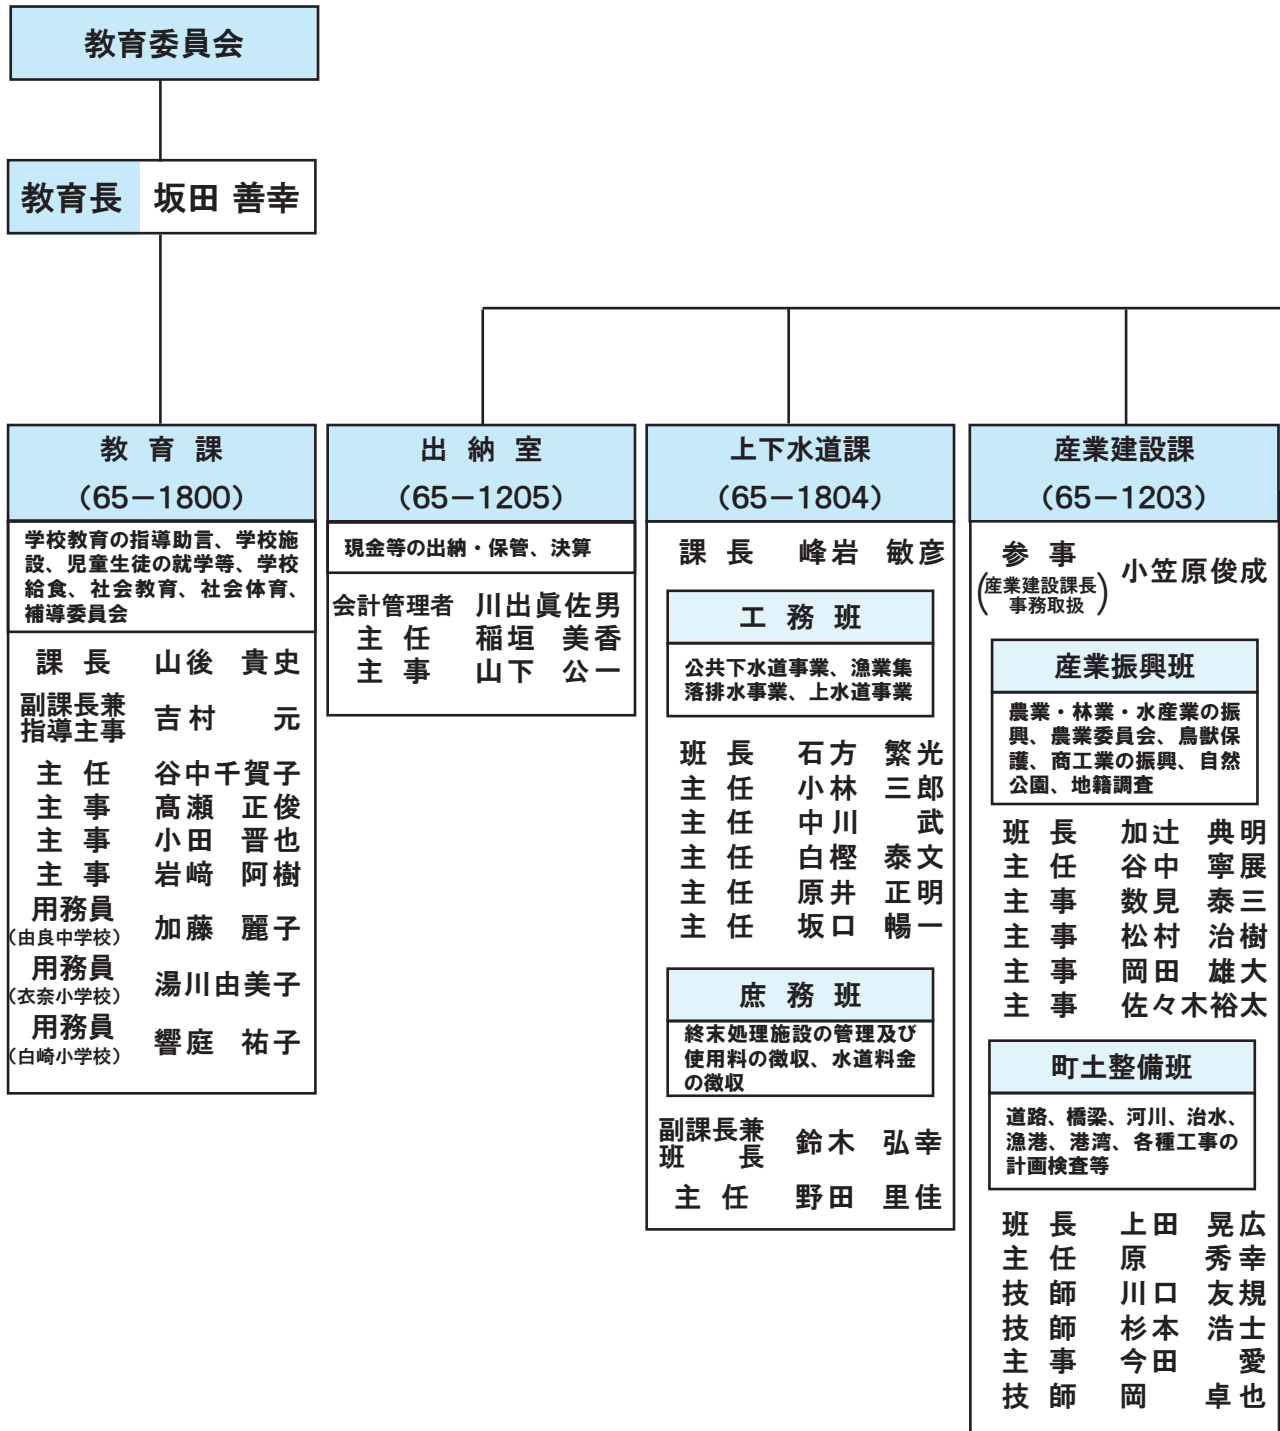 教育委員会
教育長 坂田 善幸
教育課
（65－1800）
学校教育の指導助言、学校施
設、児童生徒の就学等、学校
給食、社会教育、社会体育、
補導委員会
課長 山後 貴史
副課長兼
指導主事 吉村 元
主任 谷中千賀子
主事 髙瀬 正俊
主事 小田 晋也
主事 岩﨑 阿樹
用務員
（由良中学校） 加藤 麗子
用務員
（衣奈小学校） 湯川由美子
用務員
（白崎小学校） 響庭 祐子
出納室
（65－1205）
現金等の出納・保管、決算
会計管理者 川出眞佐男
主任 稲垣 美香
主事 山下 公一
上下水道課
（65－1804）
課長 峰岩 敏彦
工務班
公共下水道事業、漁業集
落排水事業、上水道事業
班長 石方 繁光
主任 小林 三郎
主任 中川 武
主任 白樫 泰文
主任 原井 正明
主任 坂口 暢一
庶務班
終末処理施設の管理及び
使用料の徴収、水道料金
の徴収
副課長兼
班長 鈴木 弘幸
主任 野田 里佳
産業建設課
（65－1203）
参事 小笠原俊成
（産業建設課長
事務取扱）
産業振興班
農業・林業・水産業の振
興、農業委員会、鳥獣保
護、商工業の振興、自然
公園、地籍調査
班長 加辻 典明
主任 谷中 寧展
主事 数見 泰三
主事 松村 治樹
主事 岡田 雄大
主事 佐々木裕太
町土整備班
道路、橋梁、河川、治水、
漁港、港湾、各種工事の
計画検査等
班長 上田 晃広
主任 原 秀幸
技師 川口 友規
技師 杉本 浩士
主事 今田 愛
技師 岡 卓也